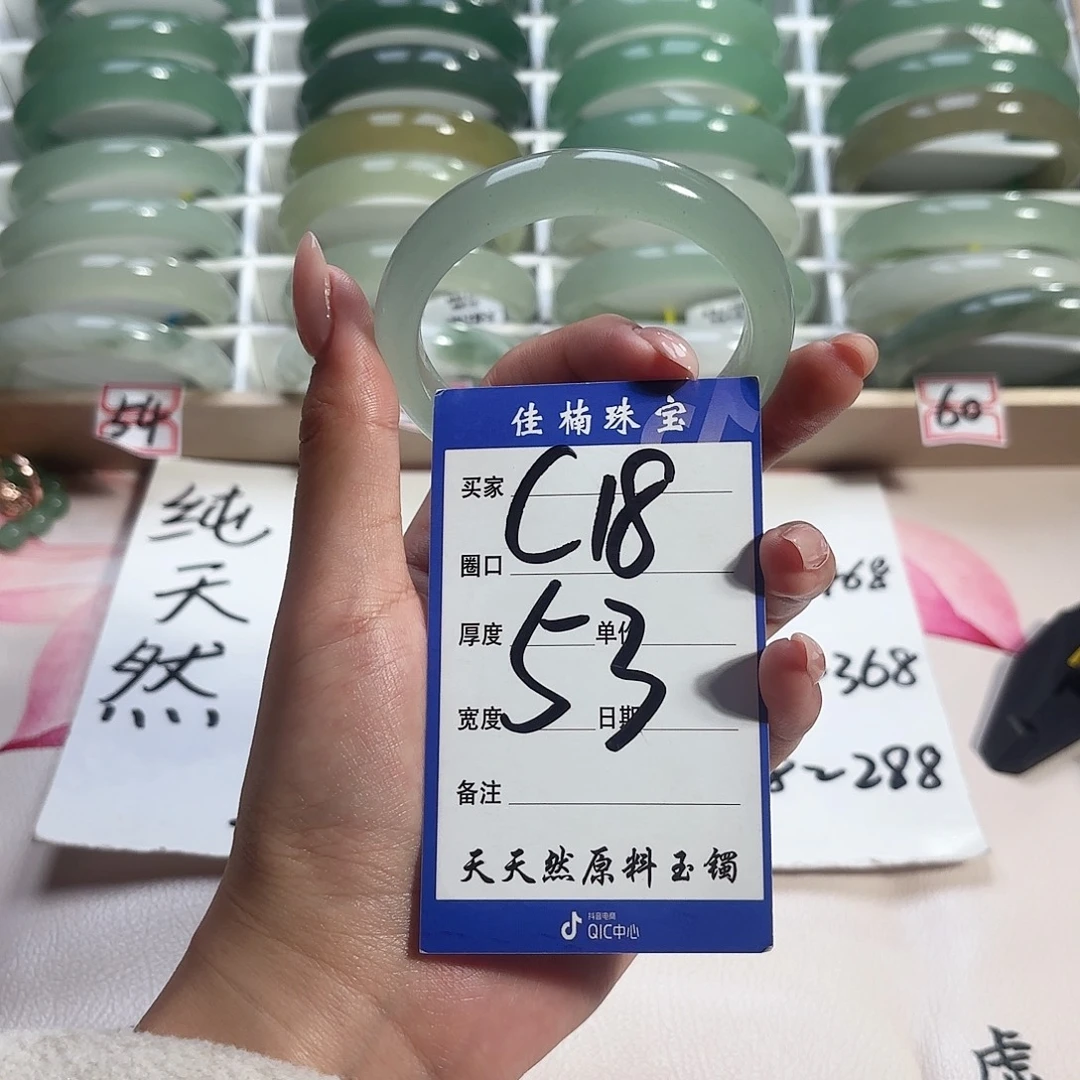 54
60
佳楠珠宝
买家
C18
圈口
厚度
单价
53
宽度
日期
备注
天天然原料玉镯
抖音电商
QIC中心
纯
天
然
368
~288
虎